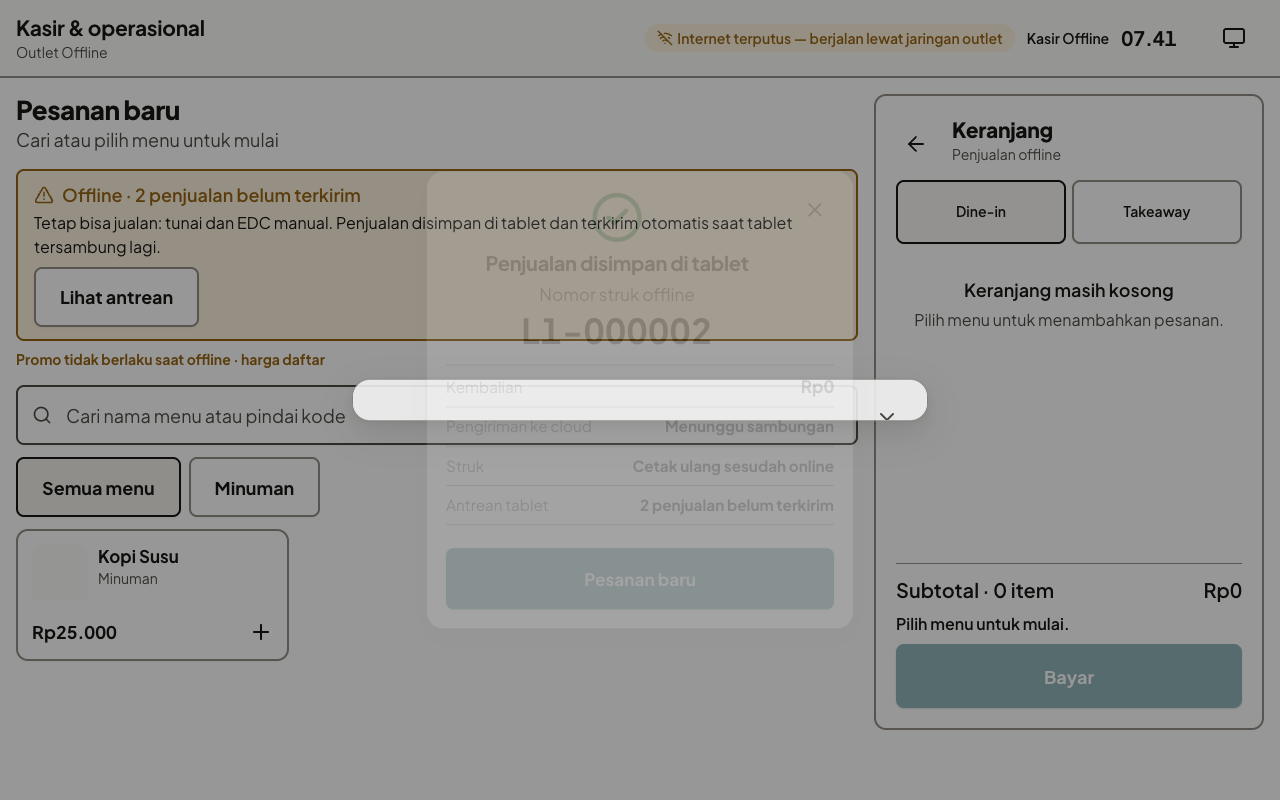 Kasir & operasional
Outlet Offline
Internet terputus — berjalan lewat jaringan outlet
Kasir Offline
07.41
Pesanan baru
Cari atau pilih menu untuk mulai
Offline · 2 penjualan belum terkirim
Tetap bisa jualan: tunai dan EDC manual. Penjualan disimpan di tablet dan terkirim otomatis saat tablet
tersambung lagi.
Lihat antrean
Promo tidak berlaku saat offline · harga daftar
Cari nama menu atau pindai kode
Semua menu
Minuman
Kopi Susu
Minuman
Rp25.000
Penjualan disimpan di tablet
Nomor struk offline
L1-000002
Kembalian
Rp0
Pengiriman ke cloud
Menunggu sambungan
Struk
Cetak ulang sesudah online
Antrean tablet
2 penjualan belum terkirim
Pesanan baru
Keranjang
Penjualan offline
Dine-in
Takeaway
Keranjang masih kosong
Pilih menu untuk menambahkan pesanan.
Subtotal · 0 item
Rp0
Pilih menu untuk mulai.
Bayar